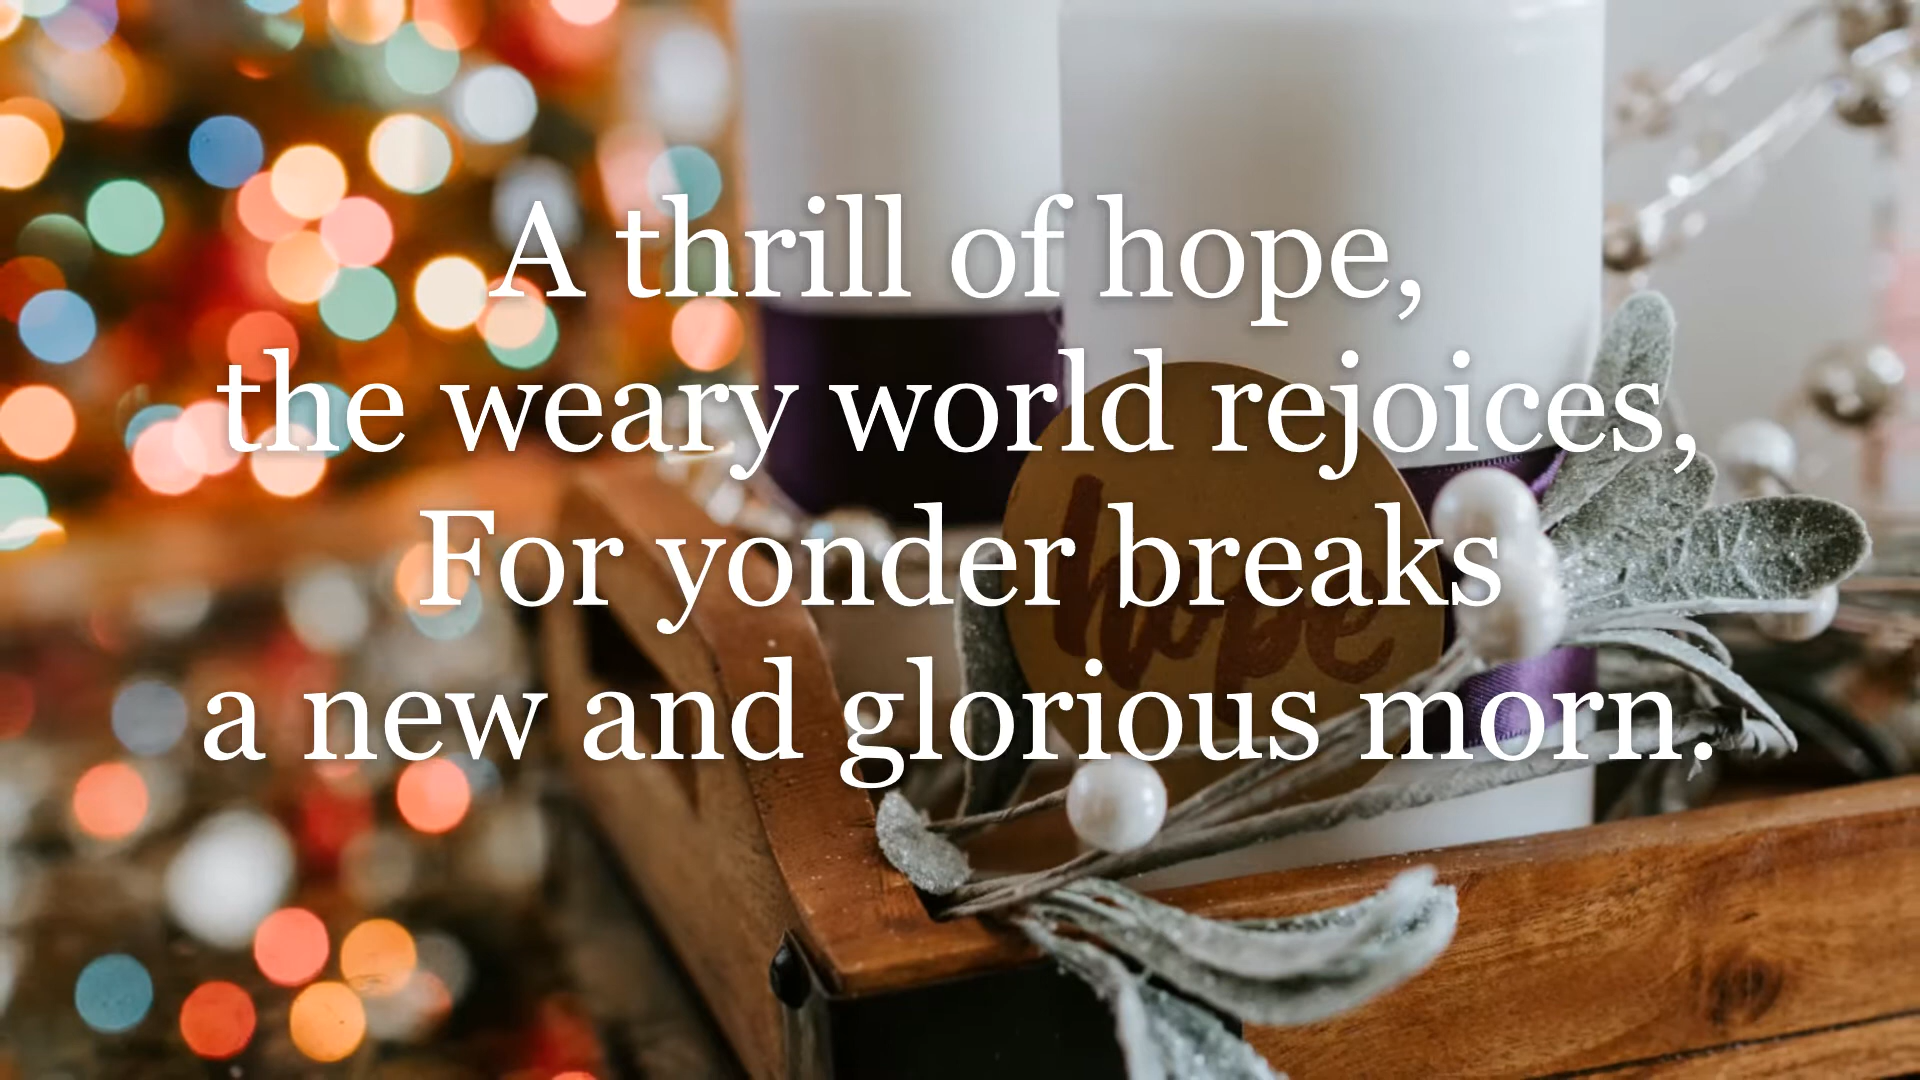 A thrill of hope,
the weary world rejoices,
For yonder breaks
a new and glorious morn.
hope